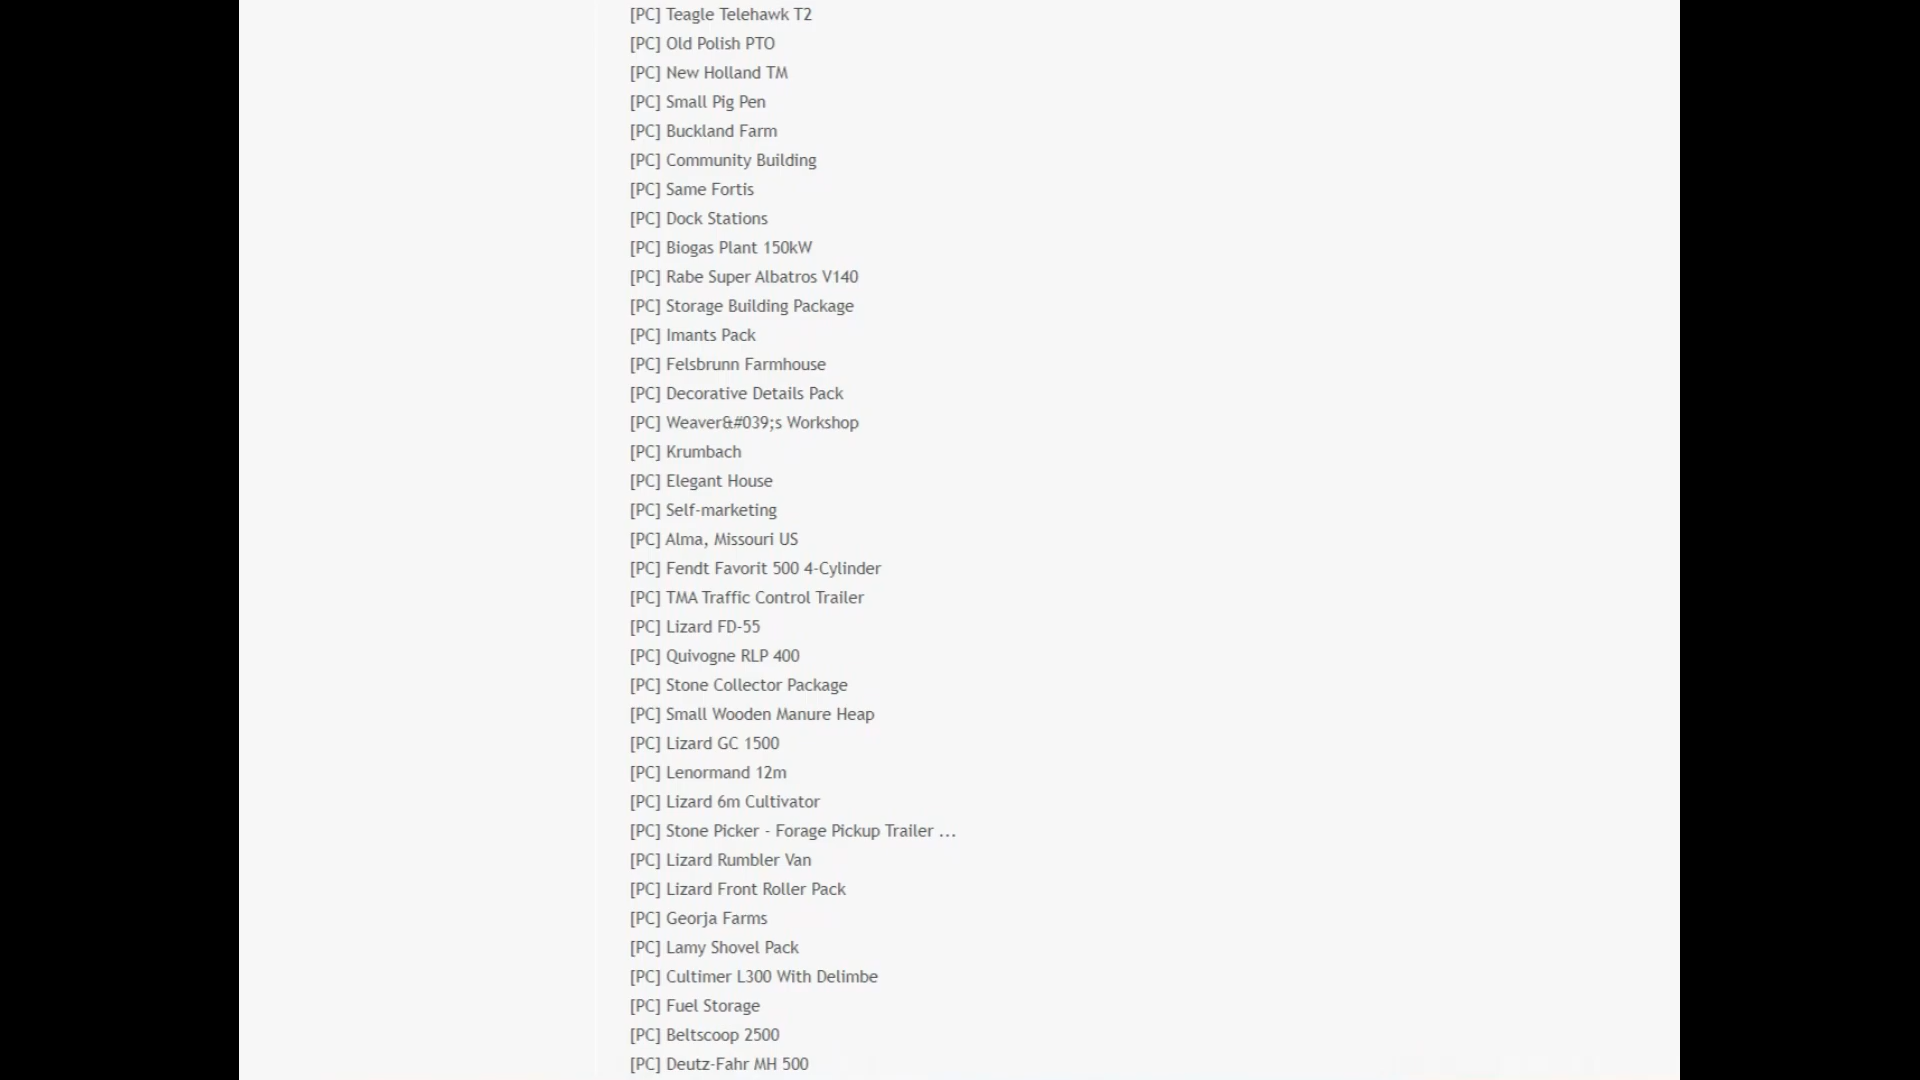 [PC] Teagle Telehawk T2
[PC] Old Polish PTO
[PC] New Holland TM
[PC] Small Pig Pen
[PC] Buckland Farm
[PC] Community Building
[PC] Same Fortis
[PC] Dock Stations
[PC] Biogas Plant 150kW
[PC] Rabe Super Albatros V140
[PC] Storage Building Package
[PC] Imants Pack
[PC] Felsbrunn Farmhouse
[PC] Decorative Details Pack
[PC] Weaver&#039;s Workshop
[PC] Krumbach
[PC] Elegant House
[PC] Self-marketing
[PC] Alma, Missouri US
[PC] Fendt Favorit 500 4-Cylinder
[PC] TMA Traffic Control Trailer
[PC] Lizard FD-55
[PC] Quivogne RLP 400
[PC] Stone Collector Package
[PC] Small Wooden Manure Heap
[PC] Lizard GC 1500
[PC] Lenormand 12m
[PC] Lizard 6m Cultivator
[PC] Stone Picker - Forage Pickup Trailer ...
[PC] Lizard Rumbler Van
[PC] Lizard Front Roller Pack
[PC] Georja Farms
[PC] Lamy Shovel Pack
[PC] Cultimer L300 With Delimbe
[PC] Fuel Storage
[PC] Beltscoop 2500
[PC] Deutz-Fahr MH 500